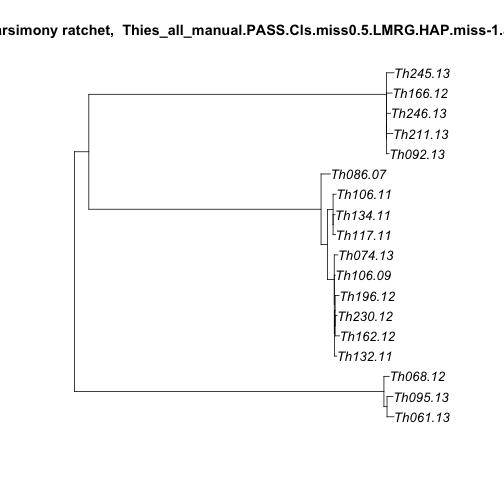 arsimony ratchet, Thies_all_manual.PASS.Cls.miss0.5.LMRG.HAP.miss-1.
Th245.13
Th166.12
Th246.13
Th211.13
Th092.13
Th086.07
Th106.11
Th134.11
Th117.11
Th074.13
Th106.09
Th196.12
Th230.12
Th162.12
Th132.11
Th068.12
Th095.13
Th061.13